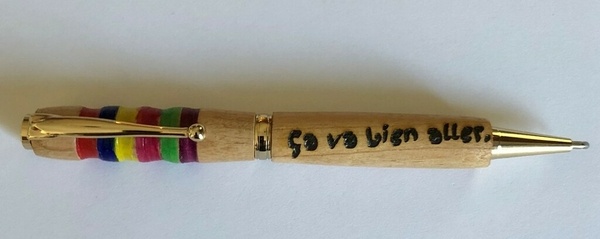 Ça va bien aller.